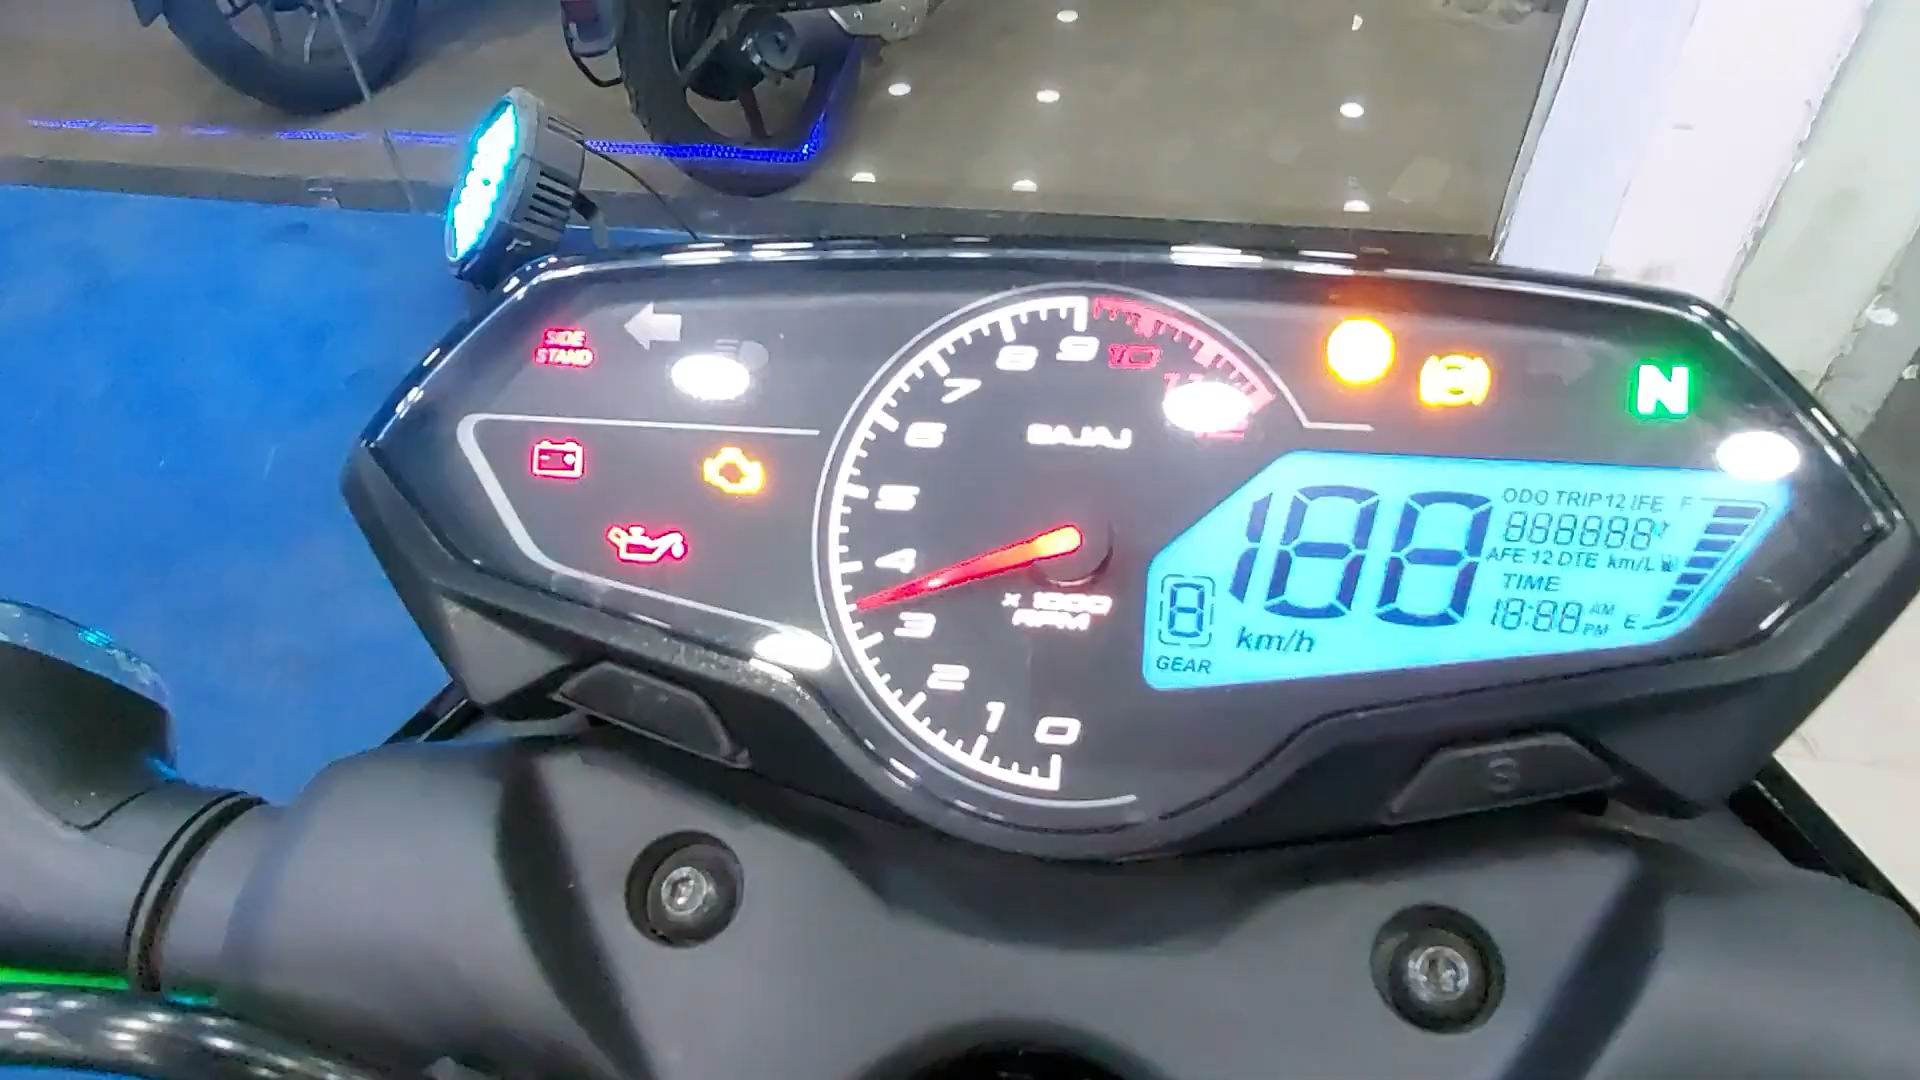 SIDE
STAND
0
1
2
3
4
5
6
7
8
9
10
12
BAJAJ
x 1000
RPM
N
188
km/h
8
GEAR
ODO TRIP 12 IFE F
888888
AFE 12 DTE km/L
TIME
18:88 AM
PM E
S